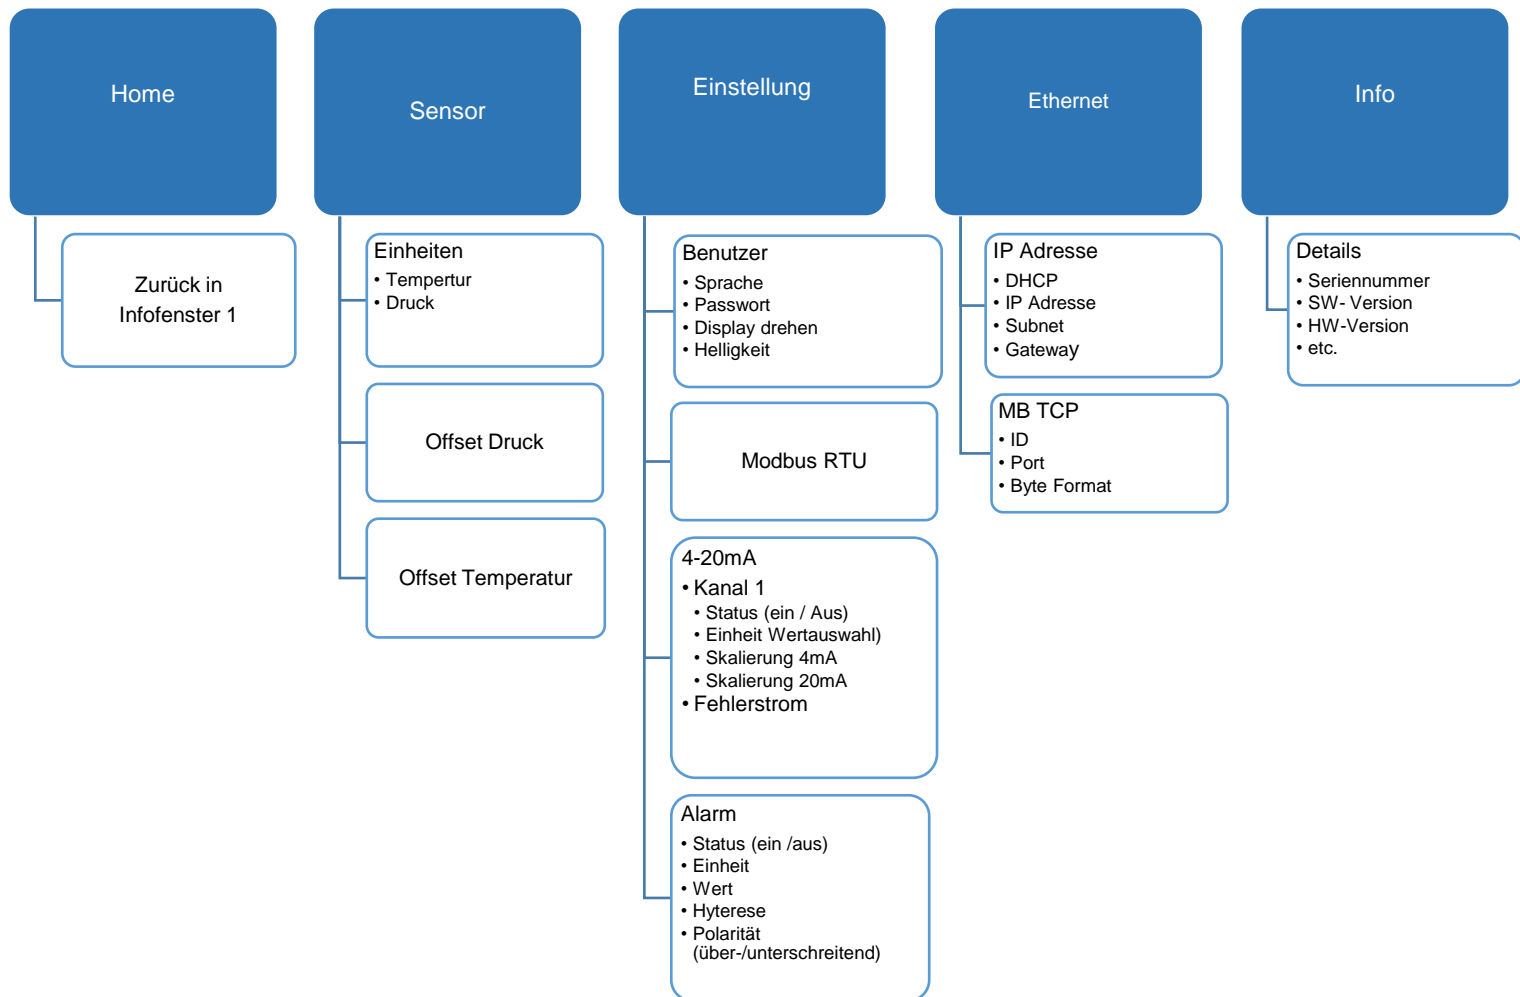 Home
Zurück in
Infofenster 1
Sensor
Einheiten
• Tempertur
• Druck
Offset Druck
Offset Temperatur
Einstellung
Benutzer
• Sprache
• Passwort
• Display drehen
• Helligkeit
Modbus RTU
4-20mA
• Kanal 1
• Status (ein / Aus)
• Einheit Wertauswahl)
• Skalierung 4mA
• Skalierung 20mA
• Fehlerstrom
Alarm
• Status (ein /aus)
• Einheit
• Wert
• Hyterese
• Polarität
(über-/unterschreitend)
Ethernet
IP Adresse
• DHCP
• IP Adresse
• Subnet
• Gateway
MB TCP
• ID
• Port
• Byte Format
Info
Details
• Seriennummer
• SW- Version
• HW-Version
• etc.